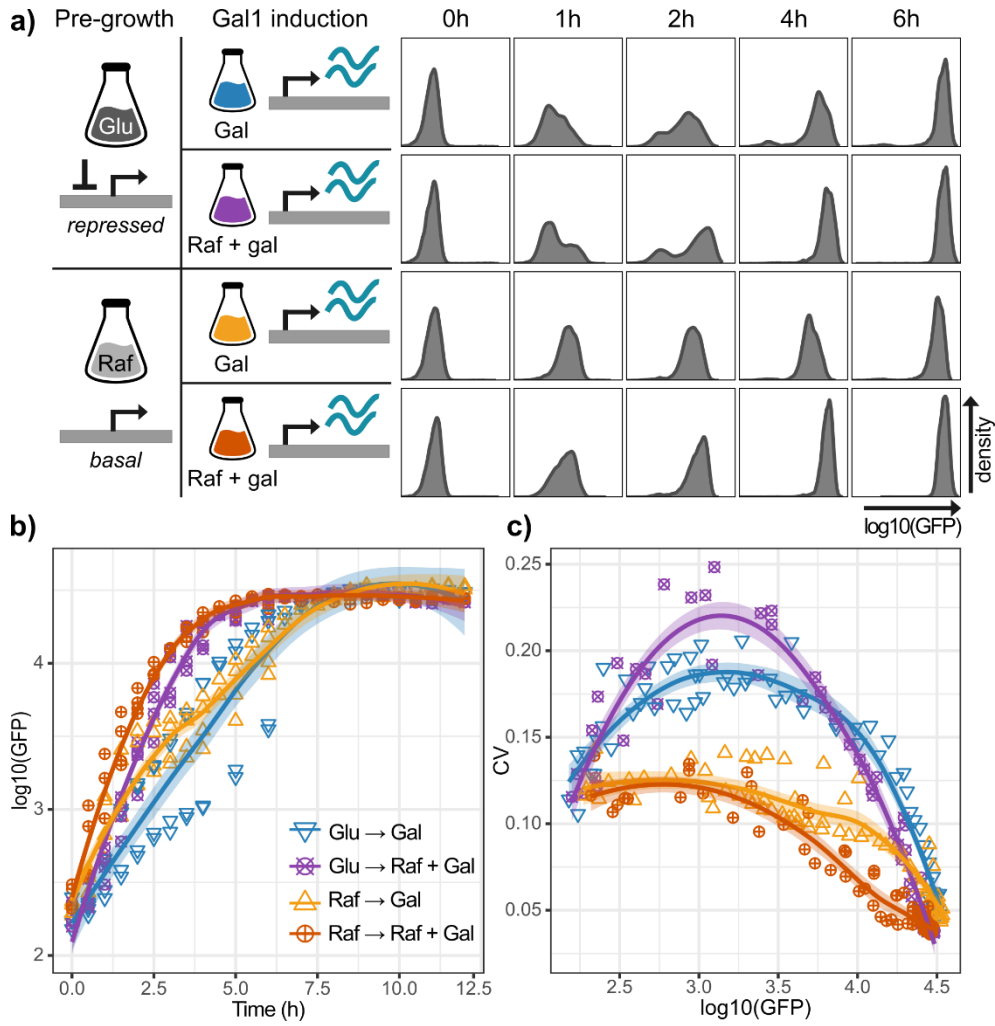 a) Pre-growth Gal1 induction 0h 1h 2h 4h 6h
Glu
Gal
repressed
Raf + gal
Raf
Gal
basal
Raf + gal
density
log10(GFP)
b)
c)
log10(GFP)
4
3
2
Glu → Gal
Glu → Raf + Gal
Raf → Gal
Raf → Raf + Gal
0.0 2.5 5.0 7.5 10.0 12.5
Time (h)
CV
0.25
0.20
0.15
0.10
0.05
2.5 3.0 3.5 4.0 4.5
log10(GFP)